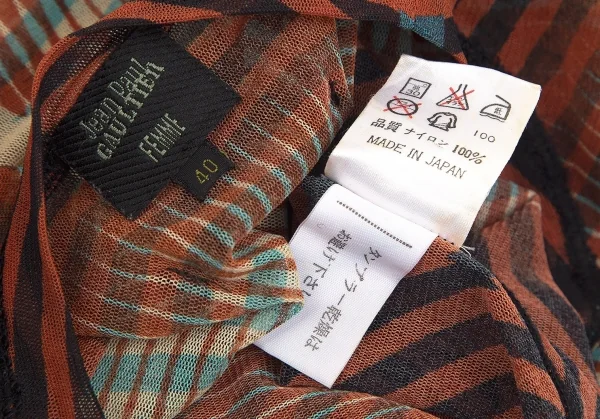 Jean Paul
GAULTIER
FEMME
40
100
品質 ナイロン 100%
MADE IN JAPAN
タンブラー乾燥は
お避け下さい